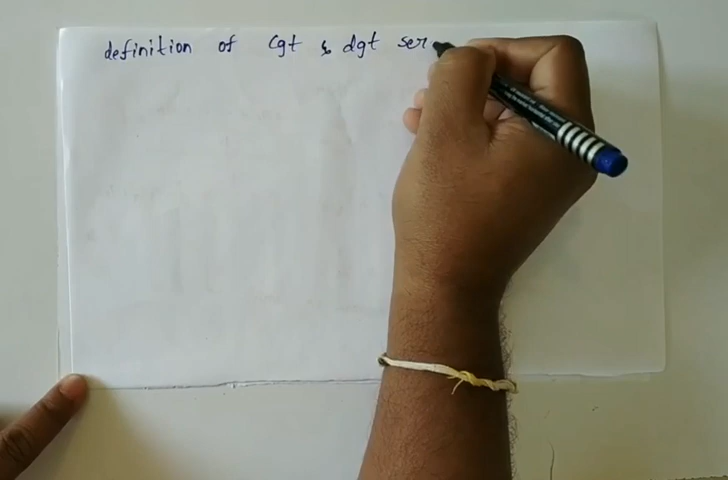 definition of Cgt & dgt ser